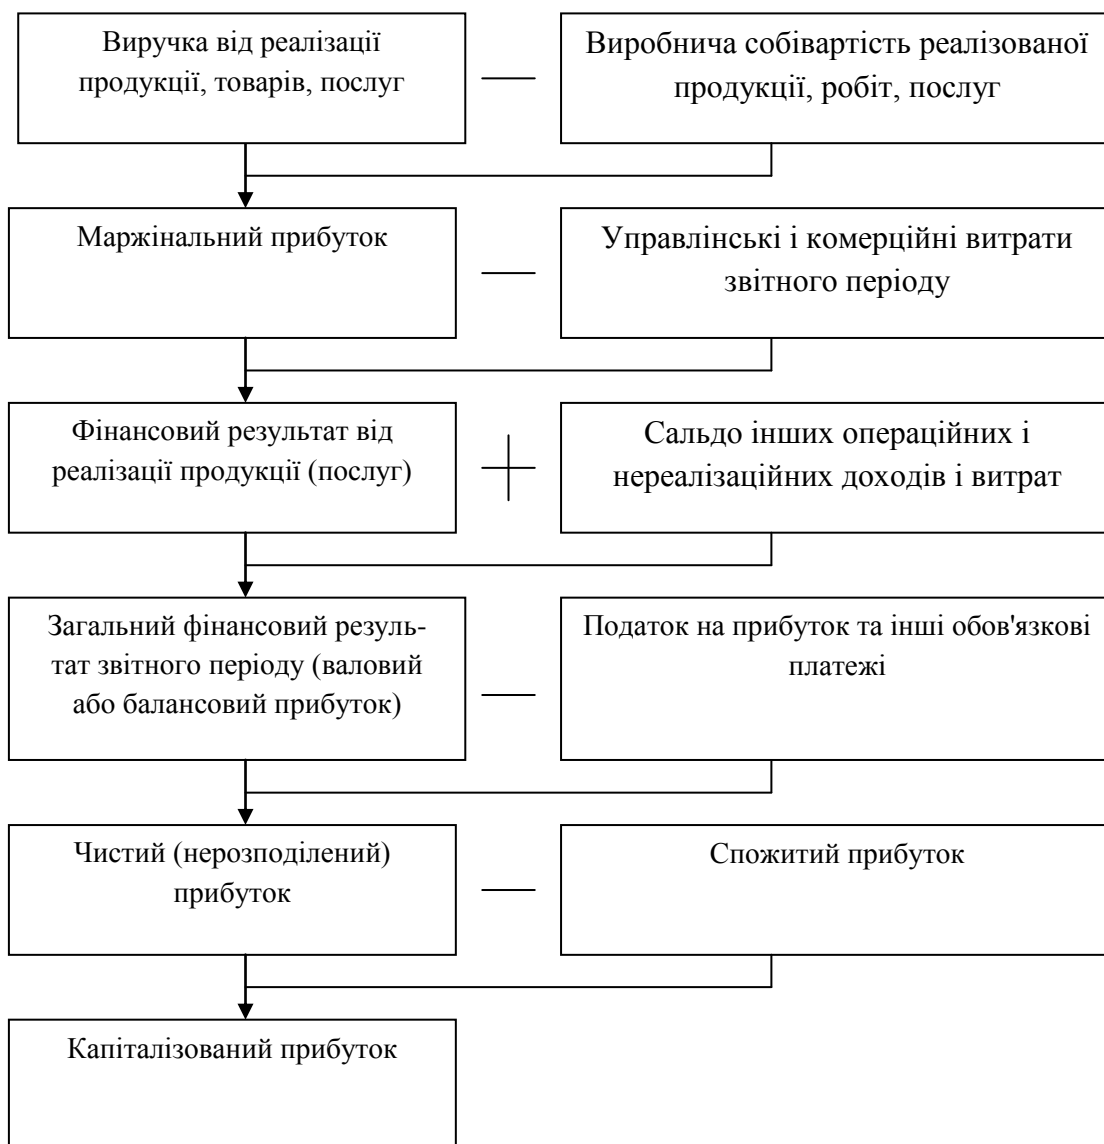 Виручка від реалізації
продукції, товарів, послуг
—
Виробнича собівартість реалізованої
продукції, робіт, послуг
Маржінальний прибуток
—
Управлінські і комерційні витрати
звітного періоду
Фінансовий результат від
реалізації продукції (послуг)
+
Сальдо інших операційних і
нереалізаційних доходів і витрат
Загальний фінансовий резуль-
тат звітного періоду (валовий
або балансовий прибуток)
—
Податок на прибуток та інші обов'язкові
платежі
Чистий (нерозподілений)
прибуток
—
Спожитий прибуток
Капіталізований прибуток